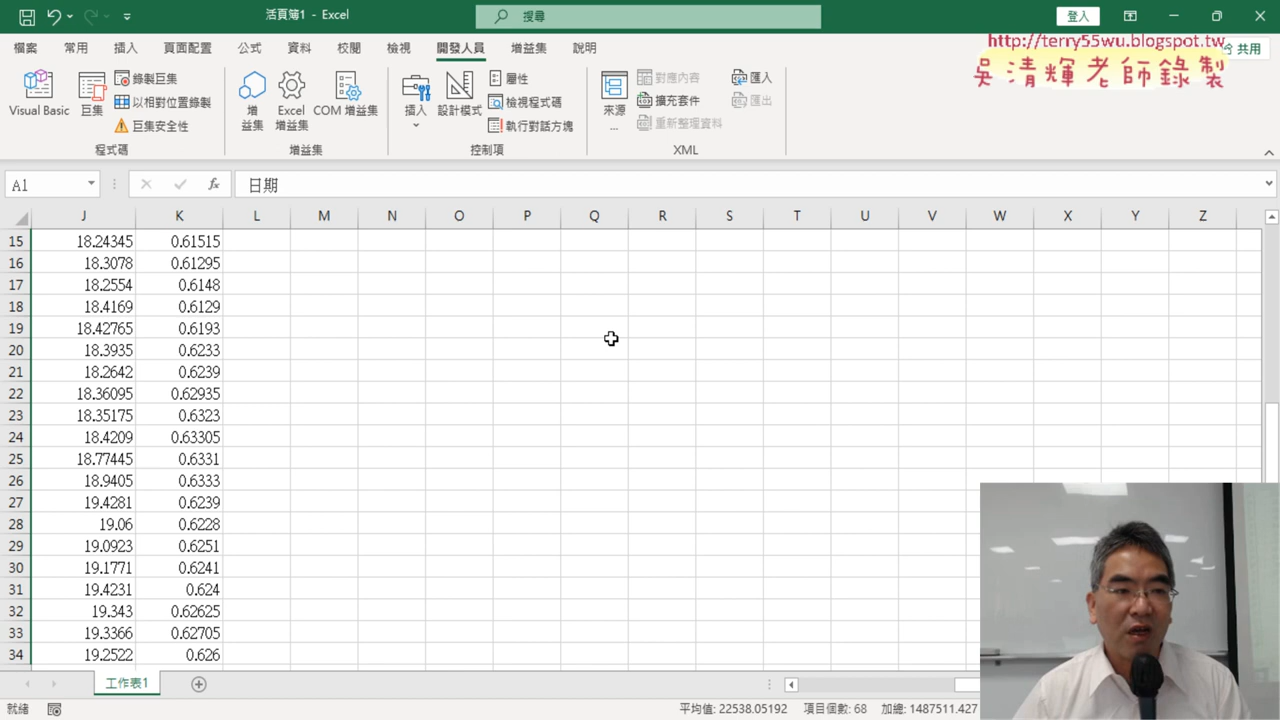 活頁簿1 - Excel
搜尋
登入
檔案 常用 插入 頁面配置 公式 資料 校閱 檢視 開發人員 增益集 說明
共用
http://terry55wu.blogspot.tw
吳清輝老師錄製
Visual Basic
巨集
錄製巨集
以相對位置錄製
巨集安全性
程式碼
增
益集
Excel
增益集
COM 增益集
增益集
插入
設計模式
屬性
檢視程式碼
執行對話方塊
控制項
來源
...
對應內容
擴充套件
重新整理資料
匯入
匯出
XML
A1
fx
日期
J K L M N O P Q R S T U V W X Y Z
15 18.24345 0.61515
16 18.3078 0.61295
17 18.2554 0.6148
18 18.4169 0.6129
19 18.42765 0.6193
20 18.3935 0.6233
21 18.2642 0.6239
22 18.36095 0.62935
23 18.35175 0.6323
24 18.4209 0.63305
25 18.77445 0.6331
26 18.9405 0.6333
27 19.4281 0.6239
28 19.06 0.6228
29 19.0923 0.6251
30 19.1771 0.6241
31 19.4231 0.624
32 19.343 0.62625
33 19.3366 0.62705
34 19.2522 0.626
工作表1
就緒
平均值: 22538.05192 項目個數: 68 加總: 1487511.427